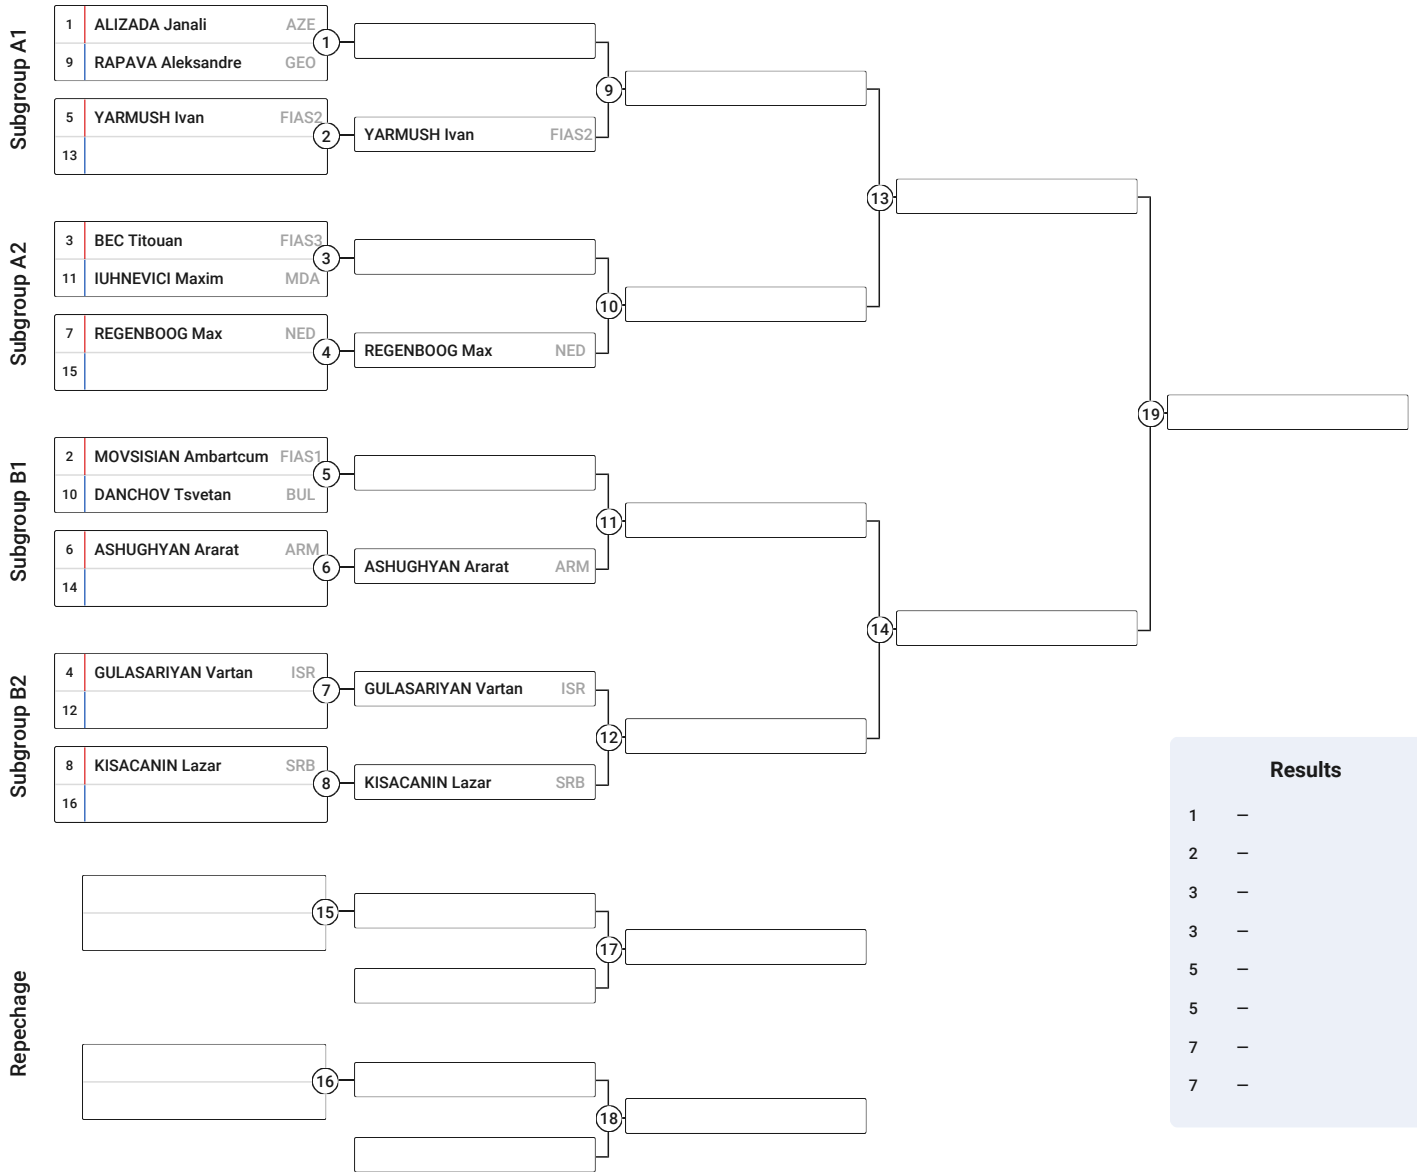 Subgroup A1
1 ALIZADA Janali AZE
9 RAPAVA Aleksandre GEO
1
5 YARMUSH Ivan FIAS2
13
2
YARMUSH Ivan FIAS2
9
Subgroup A2
3 BEC Titouan FIAS3
11 IUHNEVICI Maxim MDA
3
7 REGENBOOG Max NED
15
4
REGENBOOG Max NED
10
13
Subgroup B1
2 MOVSISIAN Ambartcum FIAS1
10 DANCHOV Tsvetan BUL
5
6 ASHUGHYAN Ararat ARM
14
6
ASHUGHYAN Ararat ARM
11
Subgroup B2
4 GULASARIYAN Vartan ISR
12
7
GULASARIYAN Vartan ISR
8 KISACANIN Lazar SRB
16
8
KISACANIN Lazar SRB
12
14
19
Repechage
15
17
16
18
Results
1 –
2 –
3 –
3 –
5 –
5 –
7 –
7 –